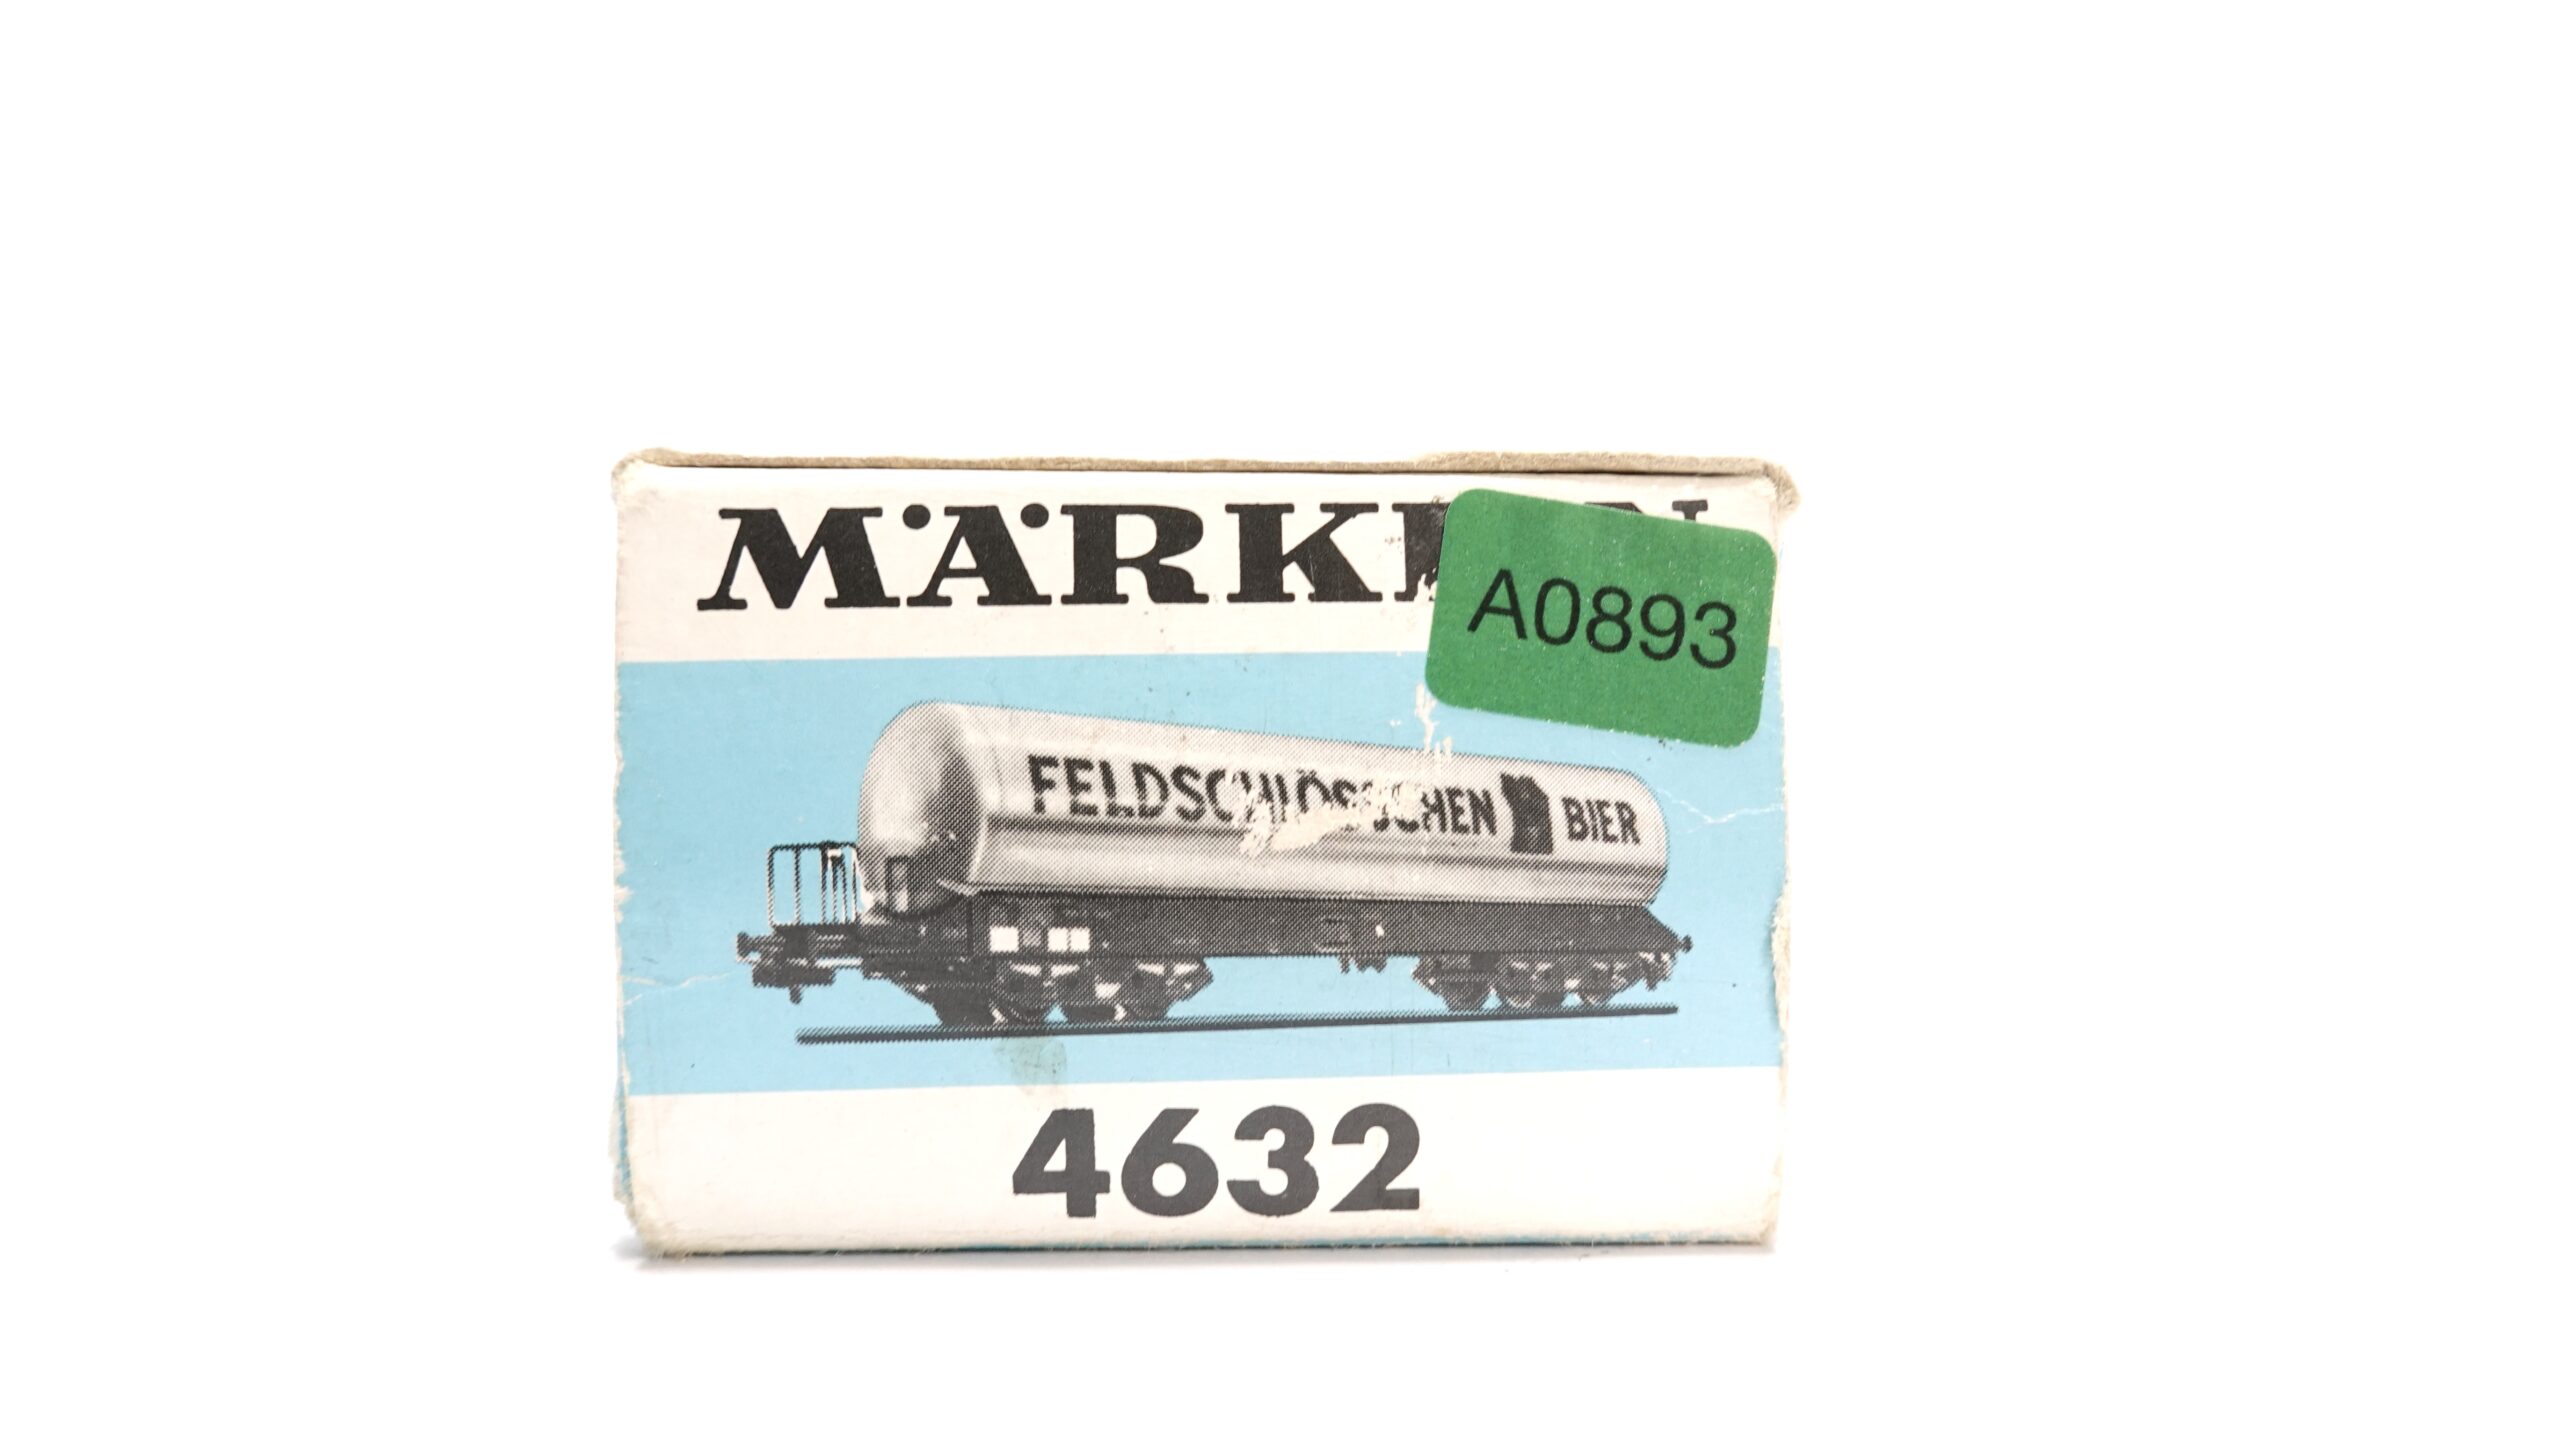 MÄRKLIN
A0893
FELDSCHLÖSSCHEN BIER
4632